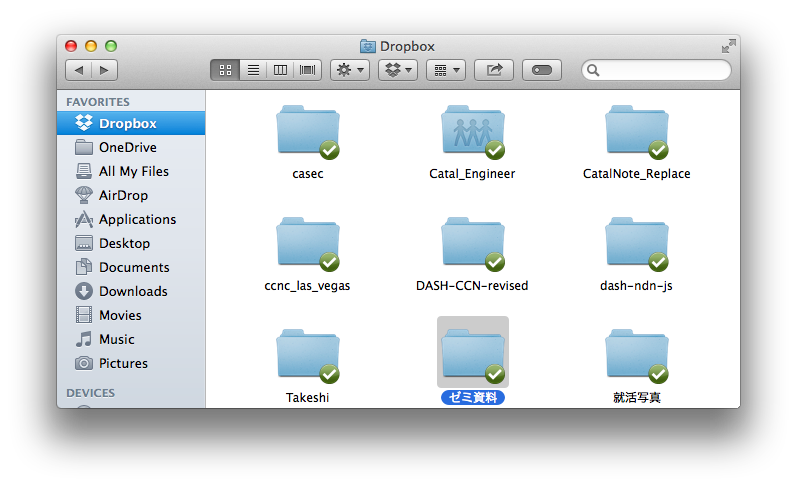 Dropbox
FAVORITES
Dropbox
OneDrive
All My Files
AirDrop
Applications
Desktop
Documents
Downloads
Movies
Music
Pictures
DEVICES
casec
Catal_Engineer
CatalNote_Replace
ccnc_las_vegas
DASH-CCN-revised
dash-ndn-js
Takeshi
ゼミ資料
就活写真